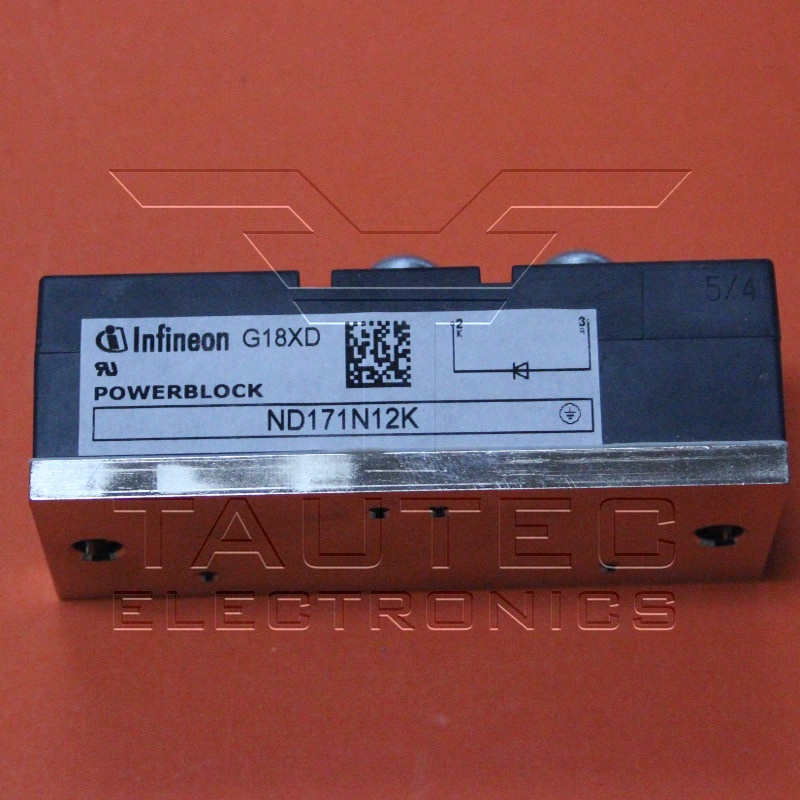 5/4
Infineon G18XD
2 3
K
POWERBLOCK
ND171N12K
TAUTEC
ELECTRONICS